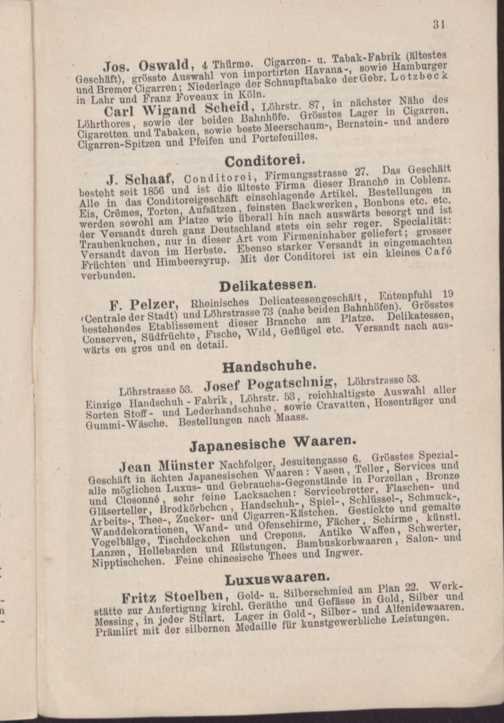 31
Jos. Oswald, 4 Thürme. Cigarren- u. Tabak-Fabrik (ältestes
Geschäft), grösste Auswahl von importirten Havana-, sowie Hamburger
und Bremer Cigarren; Niederlage der Schnupftabake der Gebr. Lotzbeck
in Lahr und Franz Foveaux in Köln.
Carl Wigand Scheid, Löhrstr. 87, in nächster Nähe des
Löhrthores, sowie der beiden Bahnhöfe. Grösstes Lager in Cigarren,
Cigaretten und Tabaken, sowie beste Meerschaum-, Bernstein- und andere
Cigarren-Spitzen und Pfeifen und Portefeuilles.
Conditorei.
J. Schaaf, Conditorei, Firmungsstrasse 27. Das Geschäft
besteht seit 1856 und ist die älteste Firma dieser Branche in Coblenz.
Alle in das Conditoreigeschäft einschlagende Artikel. Bestellungen in
Eis, Crêmes, Torten, Aufsätzen, feinsten Backwerken, Bonbons etc. etc.
werden sowohl am Platze wie überall hin nach auswärts besorgt und ist
der Versandt durch ganz Deutschland stets ein sehr reger. Specialität:
Traubenkuchen, nur in dieser Art vom Firmeninhaber geliefert; grosser
Versandt davon im Herbste. Ebenso starker Versandt in eingemachten
Früchten und Himbeersyrup. Mit der Conditorei ist ein kleines Café
verbunden.
Delikatessen.
F. Pelzer, Rheinisches Delicatessengeschäft, Entenpfuhl 19
(Centrale der Stadt) und Löhrstrasse 73 (nahe beiden Bahnhöfen). Grösstes
bestehendes Etablissement dieser Branche am Platze. Delikatessen,
Conserven, Südfrüchte, Fische, Wild, Geflügel etc. Versandt nach aus-
wärts en gros und en detail.
Handschuhe.
Löhrstrasse 53. Josef Pogatschnig, Löhrstrasse 53.
Einzige Handschuh-Fabrik, Löhrstr. 53, reichhaltigste Auswahl aller
Sorten Stoff- und Lederhandschuhe, sowie Cravatten, Hosenträger und
Gummi-Wäsche. Bestellungen nach Maass.
Japanesische Waaren.
Jean Münster Nachfolger, Jesuitengasse 6. Grösstes Spezial-
Geschäft in ächten Japanesischen Waaren: Vasen, Teller, Services und
alle möglichen Luxus- und Gebrauchs-Gegenstände in Porzellan, Bronze
und Closonné, sehr feine Lacksachen: Servicebretter, Flaschen- und
Gläserteller, Brodkörbchen, Handschuh-, Spiel-, Schlüssel-, Schmuck-,
Arbeits-, Thee-, Zucker- und Cigarren-Kästchen. Gestickte und gemalte
Wanddekorationen, Wand- und Ofenschirme, Fächer, Schirme, künstl.
Vogelbälge, Tischdeckchen und Crepons. Antike Waffen, Schwerter,
Lanzen, Hellebarden und Rüstungen. Bambuskorbwaaren, Salon- und
Nipptischchen. Feine chinesische Thees und Ingwer.
Luxuswaaren.
Fritz Stoelben, Gold- u. Silberschmied am Plan 22. Werk-
stätte zur Anfertigung kirchl. Geräthe und Gefässe in Gold, Silber und
Messing, in jeder Stilart. Lager in Gold-, Silber- und Alfenidewaaren.
Prämiirt mit der silbernen Medaille für kunstgewerbliche Leistungen.